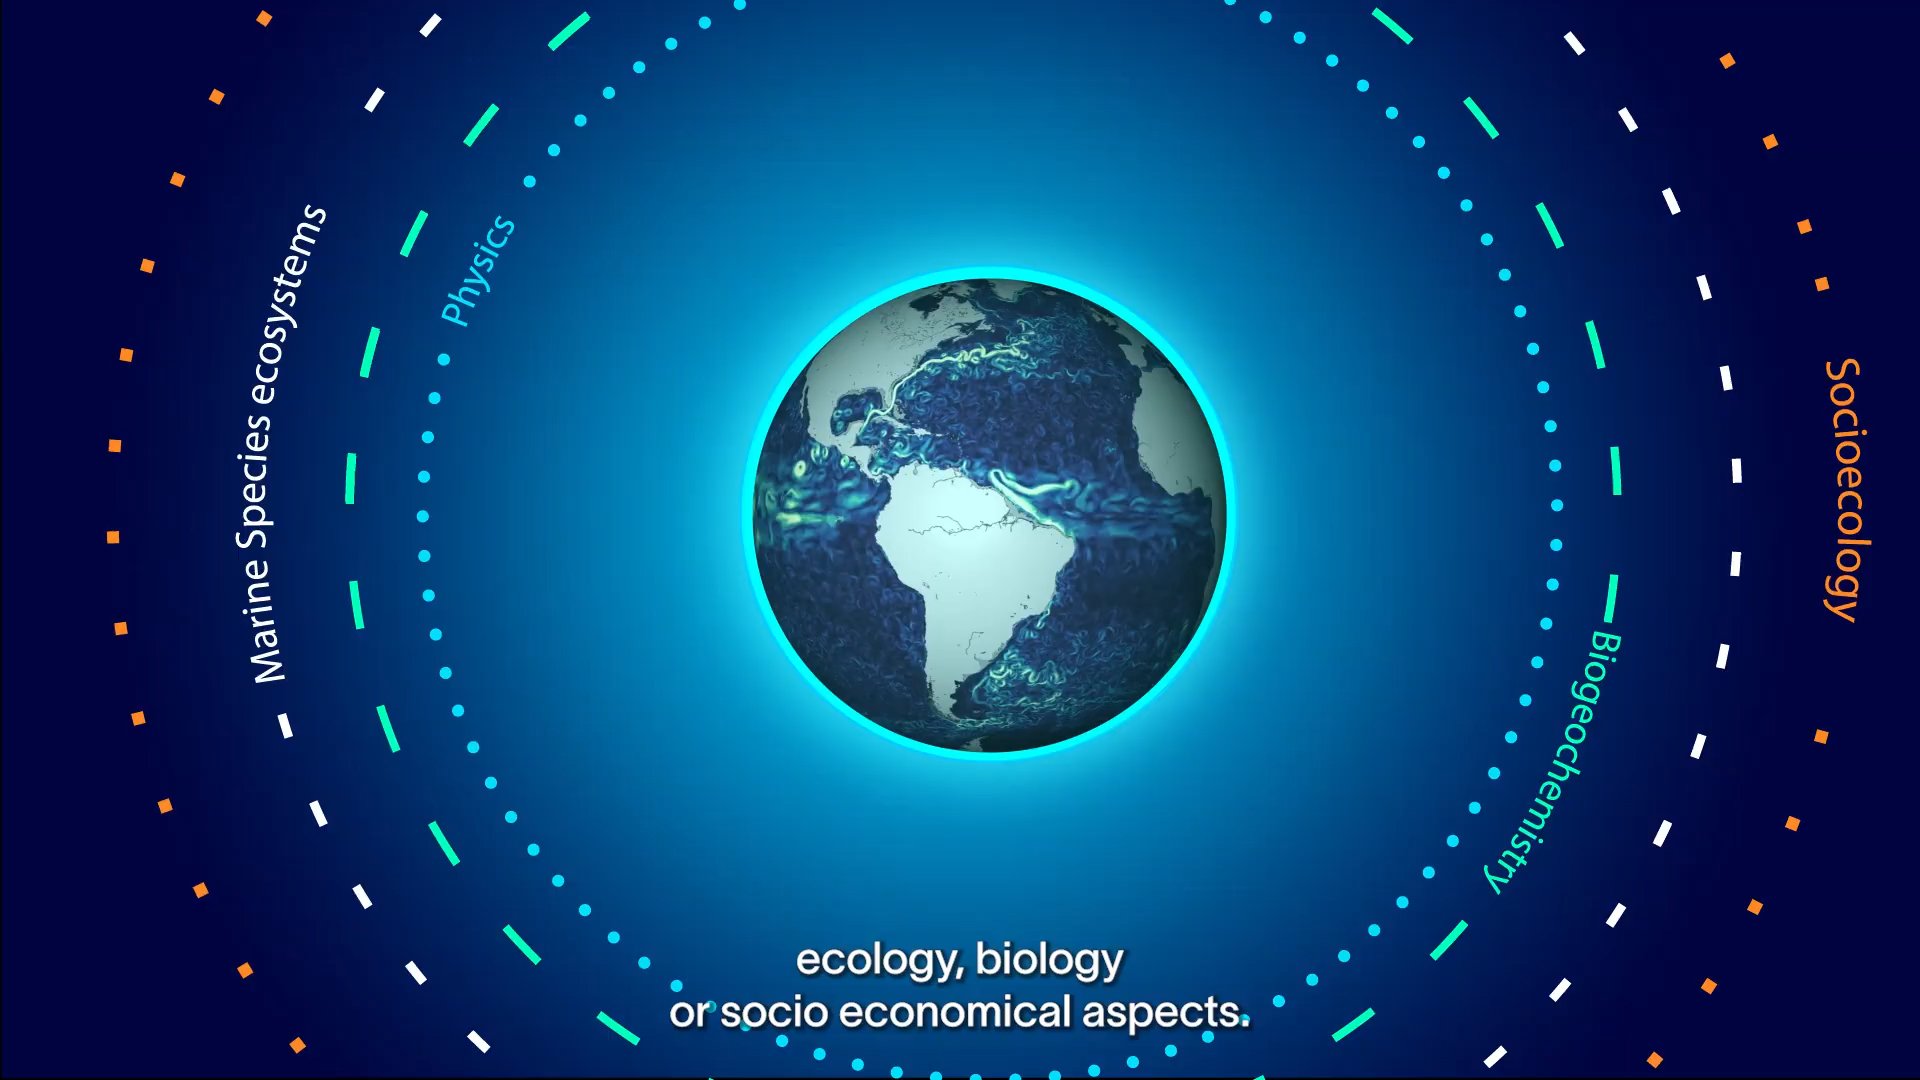 Marine Species ecosystems
Physics
Socioecology
Biogeochemistry
ecology, biology
or socio economical aspects.